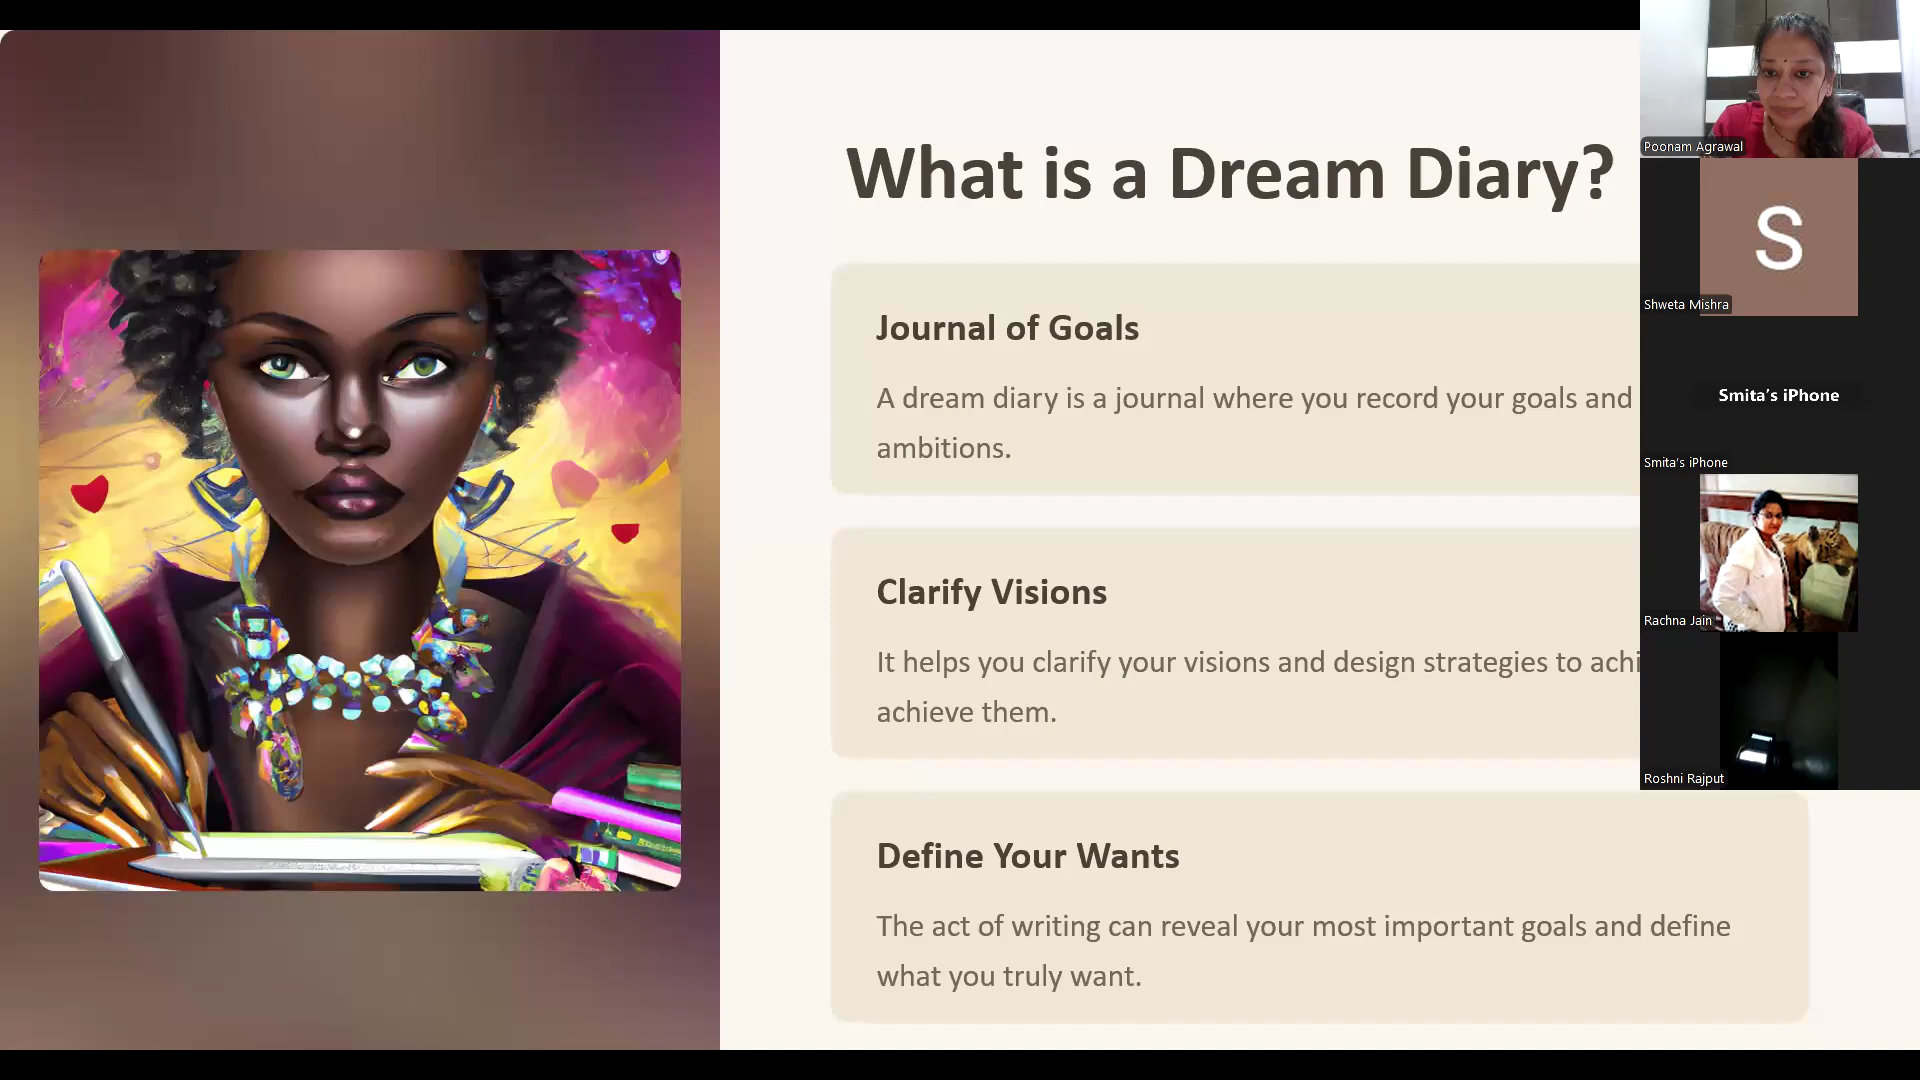 What is a Dream Diary?
Journal of Goals
A dream diary is a journal where you record your goals and
ambitions.
Clarify Visions
It helps you clarify your visions and design strategies to achi
achieve them.
Define Your Wants
The act of writing can reveal your most important goals and define
what you truly want.
Poonam Agrawal
S
Shweta Mishra
Smita's iPhone
Smita's iPhone
Rachna Jain
Roshni Rajput